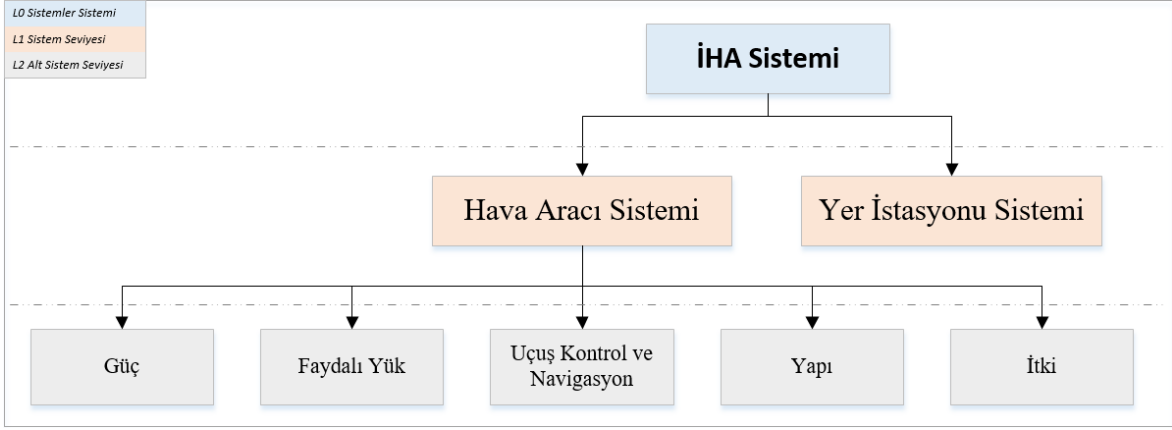 L0 Sistemler Sistemi
L1 Sistem Seviyesi
L2 Alt Sistem Seviyesi
İHA Sistemi
Hava Aracı Sistemi
Yer İstasyonu Sistemi
Güç
Faydalı Yük
Uçuş Kontrol ve
Navigasyon
Yapı
İtki